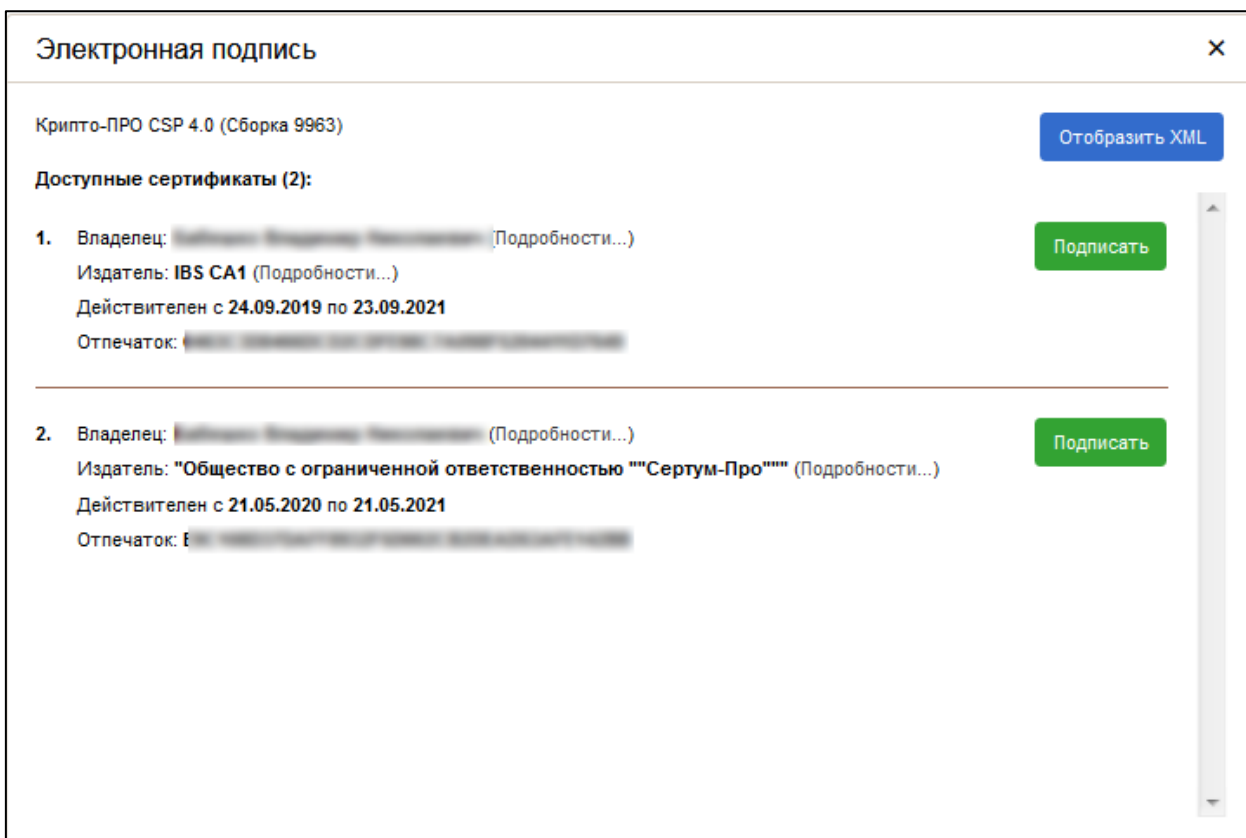 Электронная подпись
Крипто-ПРО CSP 4.0 (Сборка 9963)
Отобразить XML
Доступные сертификаты (2):
1. Владелец: (Подробности...)
Подписать
Издатель: IBS CA1 (Подробности...)
Действителен с 24.09.2019 по 23.09.2021
Отпечаток:
2. Владелец: (Подробности...)
Подписать
Издатель: "Общество с ограниченной ответственностью ""Сертум-Про""" (Подробности...)
Действителен с 21.05.2020 по 21.05.2021
Отпечаток: